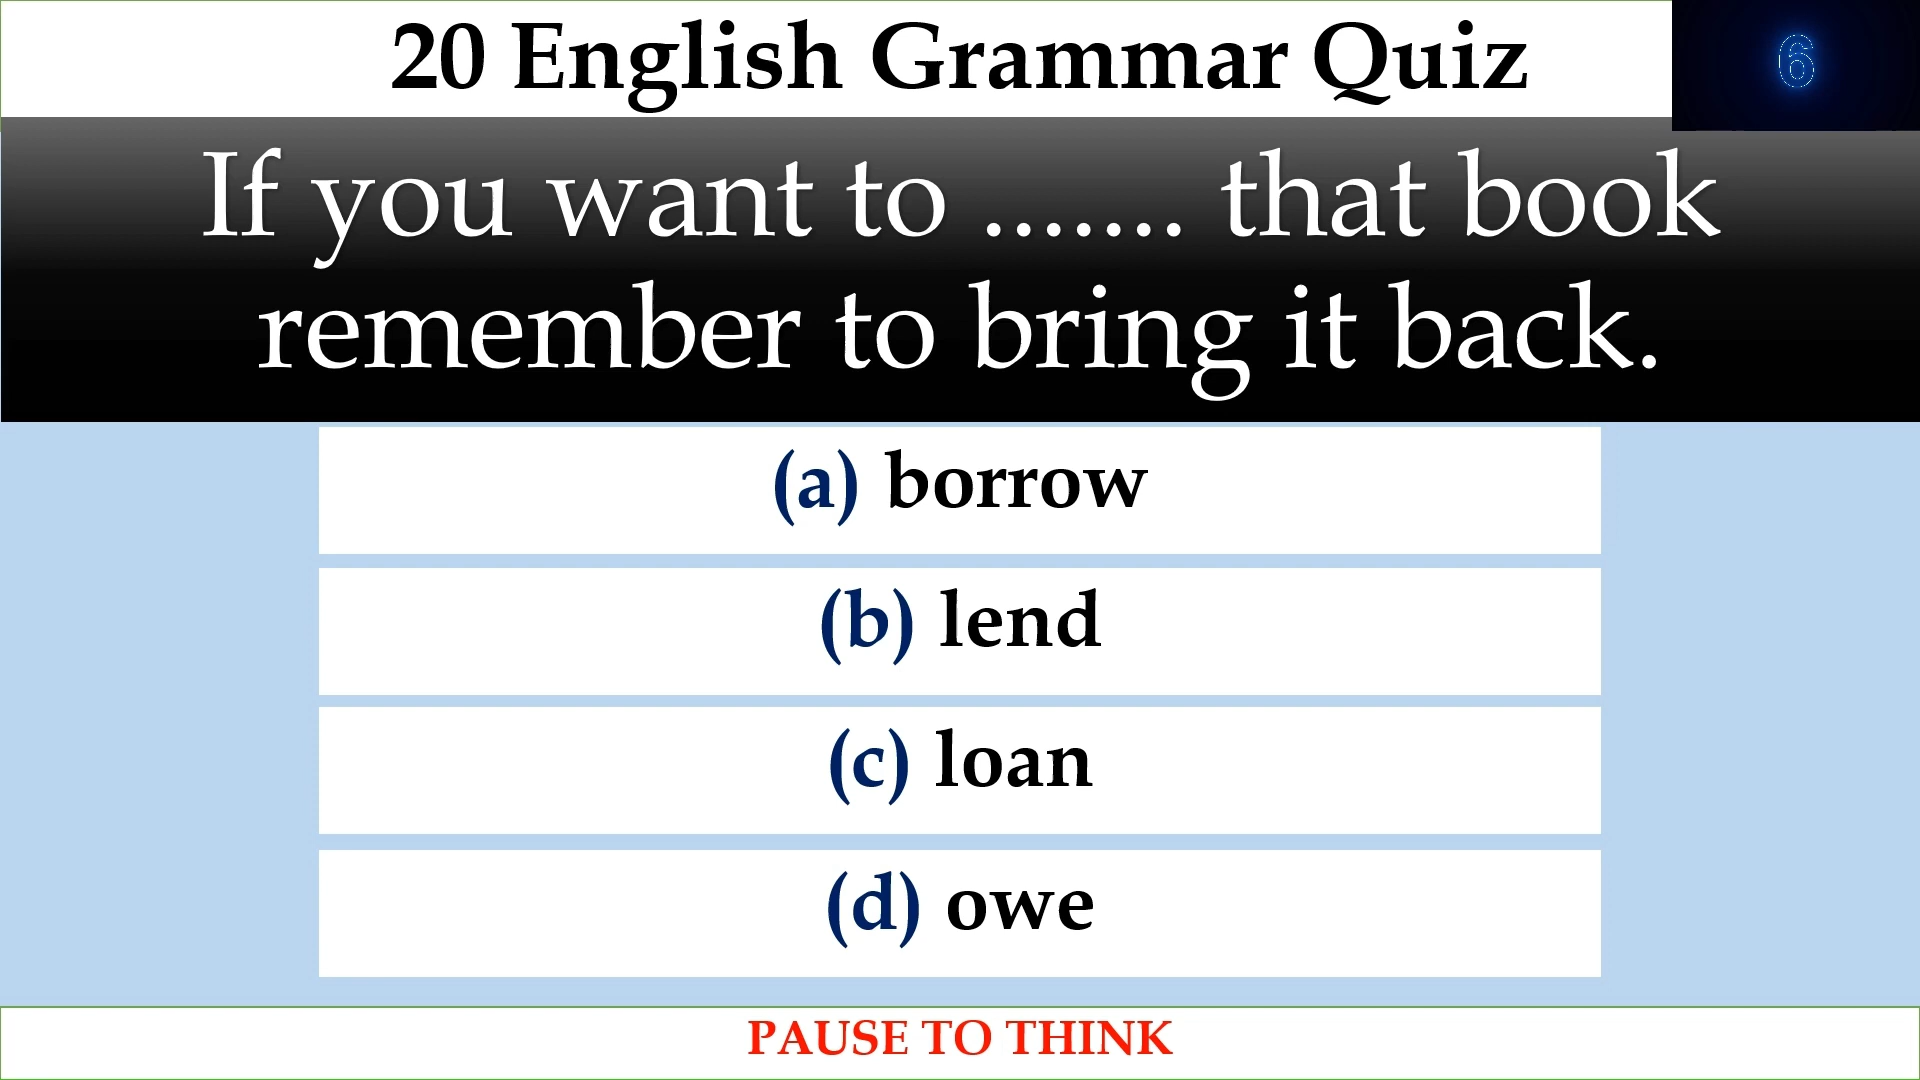 20 English Grammar Quiz
6
If you want to ....... that book
remember to bring it back.
(a) borrow
(b) lend
(c) loan
(d) owe
PAUSE TO THINK